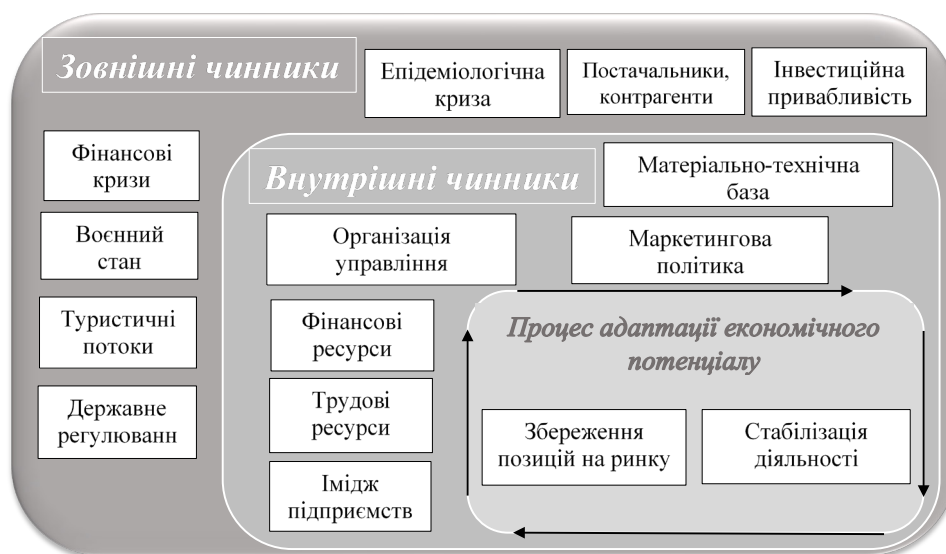 Зовнішні чинники
Епідеміологічна
криза
Постачальники,
контрагенти
Інвестиційна
привабливість
Фінансові
кризи
Воєнний
стан
Туристичні
потоки
Державне
регулюванн
Внутрішні чинники
Матеріально-технічна
база
Організація
управління
Маркетингова
політика
Фінансові
ресурси
Трудові
ресурси
Імідж
підприємств
Процес адаптації економічного
потенціалу
Збереження
позицій на ринку
Стабілізація
діяльності